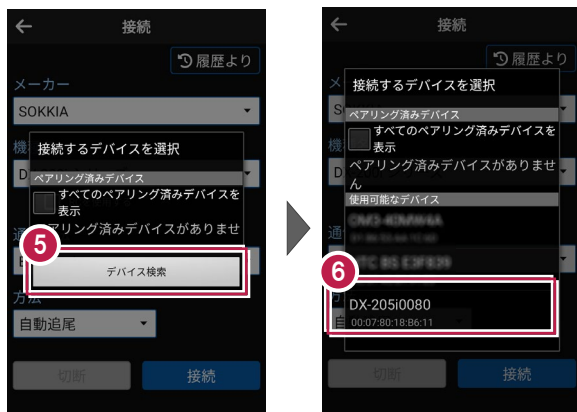 接続
履歴より
メーカー
SOKKIA
機
接続するデバイスを選択
D
ペアリング済みデバイス
すべてのペアリング済みデバイスを
表示
アリング済みデバイスがありませ
通
5
デバイス検索
方法
自動追尾
切断
接続
接続
履歴より
メ
接続するデバイスを選択
S
ペアリング済みデバイス
すべてのペアリング済みデバイスを
表示
機
ペアリング済みデバイスがありませ
ん
D
使用可能なデバイス
通
6
DX-205i0080
00:07:80:18:B6:11
自
切断
接続